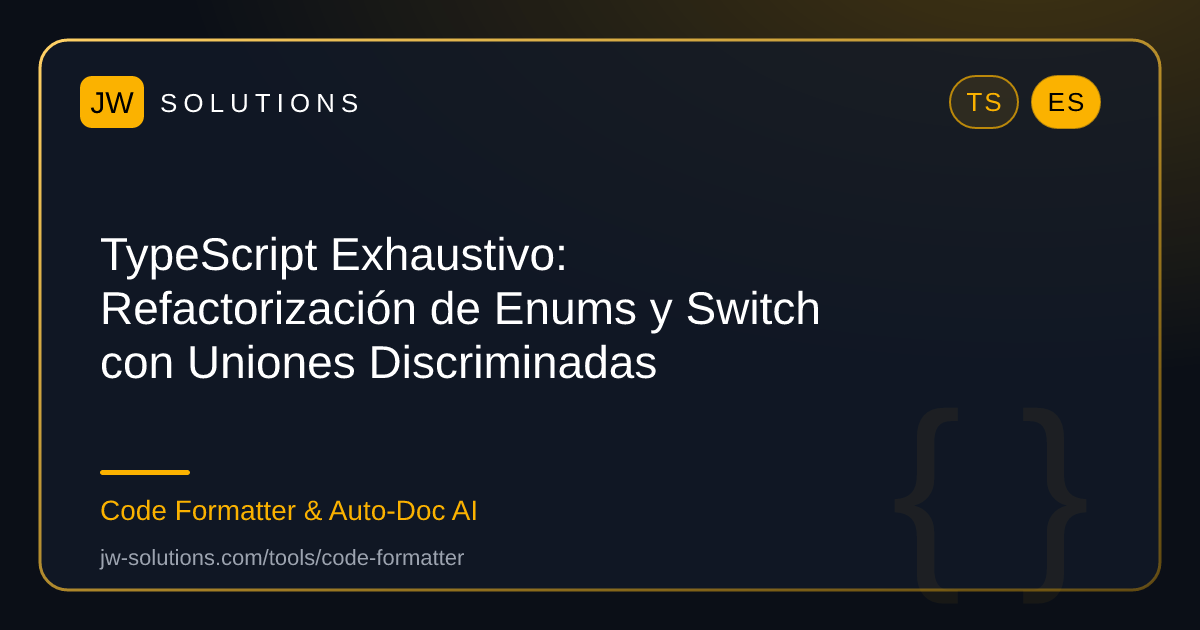 JW SOLUTIONS
TS ES
TypeScript Exhaustivo:
Refactorización de Enums y Switch
con Uniones Discriminadas
Code Formatter & Auto-Doc AI
jw-solutions.com/tools/code-formatter
{ }